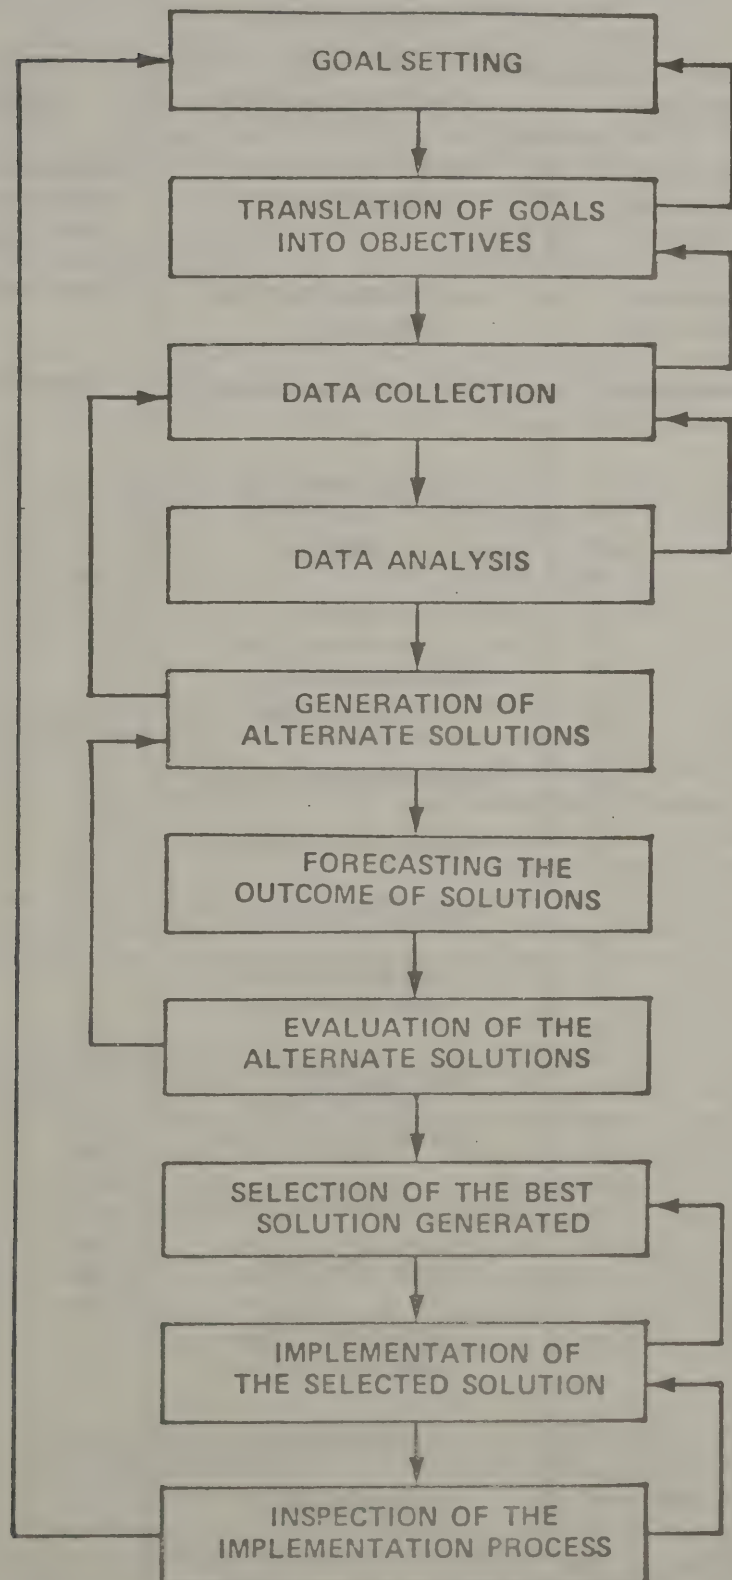 GOAL SETTING
TRANSLATION OF GOALS
INTO OBJECTIVES
DATA COLLECTION
DATA ANALYSIS
GENERATION OF
ALTERNATE SOLUTIONS
FORECASTING THE
OUTCOME OF SOLUTIONS
EVALUATION OF THE
ALTERNATE SOLUTIONS
SELECTION OF THE BEST
SOLUTION GENERATED
IMPLEMENTATION OF
THE SELECTED SOLUTION
INSPECTION OF THE
IMPLEMENTATION PROCESS